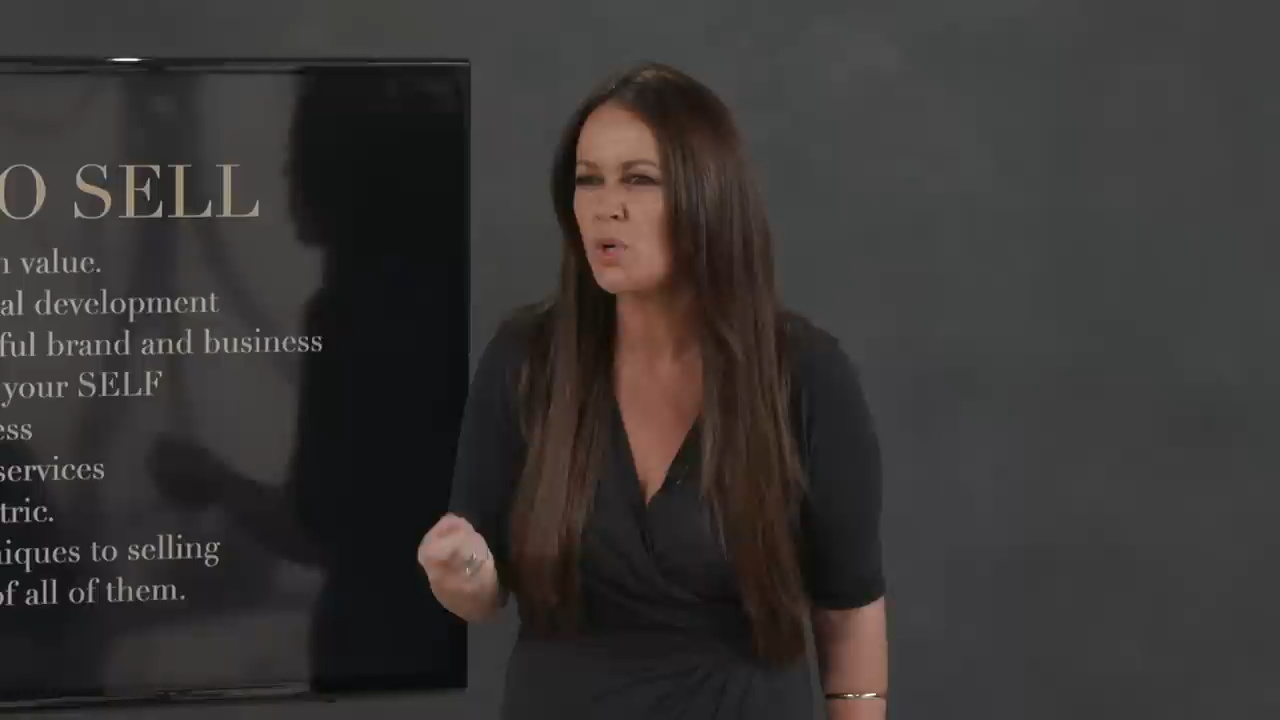 O SELL
n value.
al development
ful brand and business
your SELF
ess
services
tric.
iques to selling
of all of them.